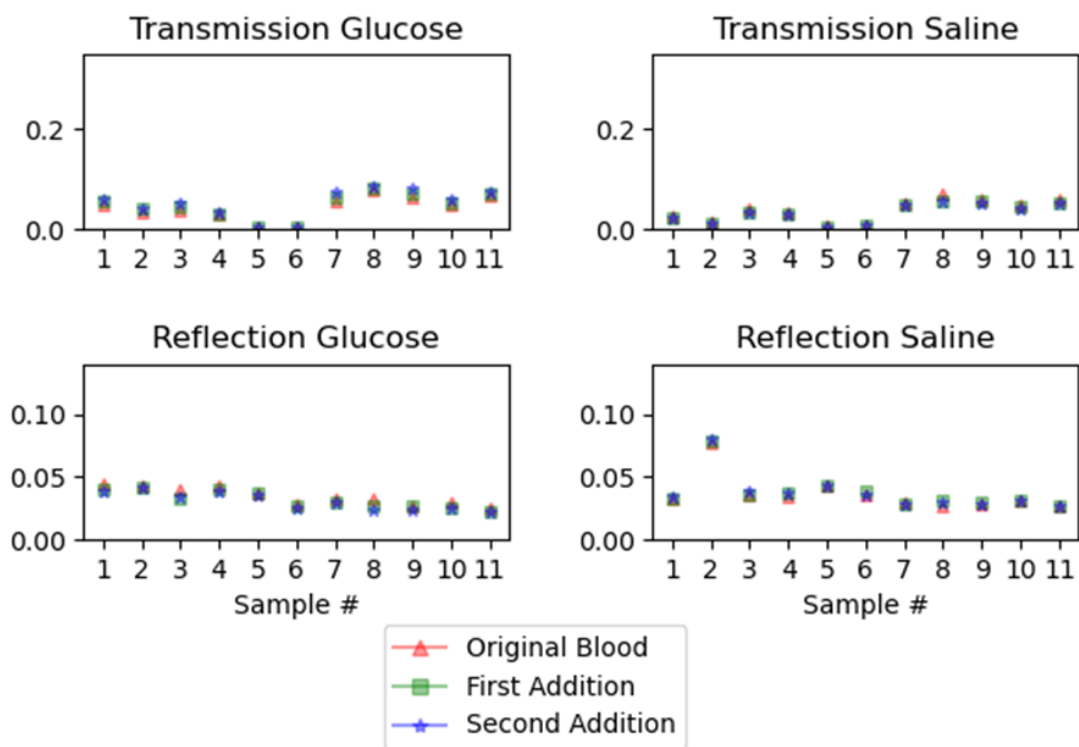 Transmission Glucose
Transmission Saline
0.2
0.0
1 2 3 4 5 6 7 8 9 10 11
0.2
0.0
1 2 3 4 5 6 7 8 9 10 11
Reflection Glucose
Reflection Saline
0.10
0.05
0.00
1 2 3 4 5 6 7 8 9 10 11
Sample #
0.10
0.05
0.00
1 2 3 4 5 6 7 8 9 10 11
Sample #
Original Blood
First Addition
Second Addition